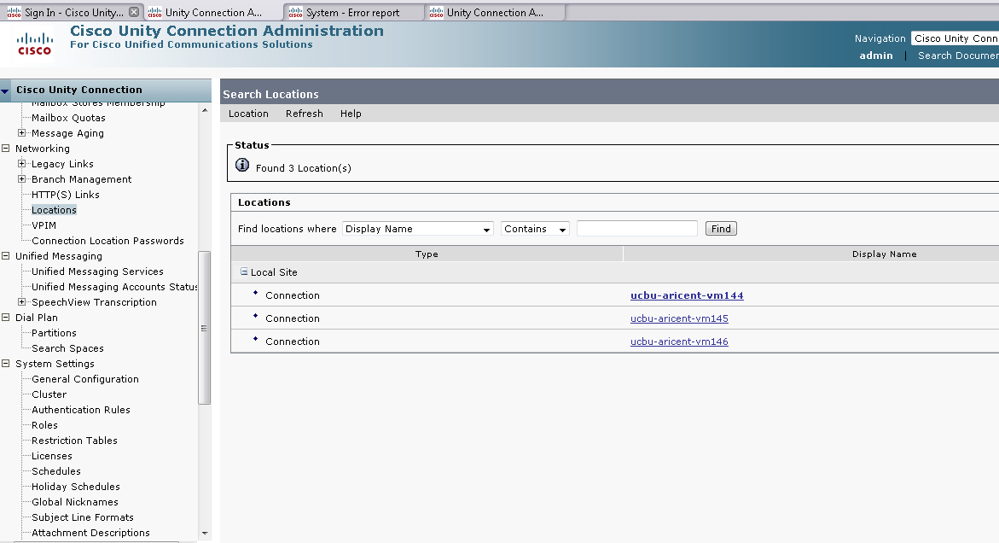 Sign In - Cisco Unity...
Unity Connection A...
System - Error report
Unity Connection A...
CISCO
Cisco Unity Connection Administration
For Cisco Unified Communications Solutions
Navigation Cisco Unity Conn
admin | Search Documen
Cisco Unity Connection
Mailbox Stores Membership
Mailbox Quotas
Message Aging
Networking
Legacy Links
Branch Management
HTTP(S) Links
Locations
VPIM
Connection Location Passwords
Unified Messaging
Unified Messaging Services
Unified Messaging Accounts Status
SpeechView Transcription
Dial Plan
Partitions
Search Spaces
System Settings
General Configuration
Cluster
Authentication Rules
Roles
Restriction Tables
Licenses
Schedules
Holiday Schedules
Global Nicknames
Subject Line Formats
Attachment Descriptions
Search Locations
Location Refresh Help
Status
Found 3 Location(s)
Locations
Find locations where Display Name Contains Find
Type Display Name
Local Site
Connection ucbu-aricent-vm144
Connection ucbu-aricent-vm145
Connection ucbu-aricent-vm146